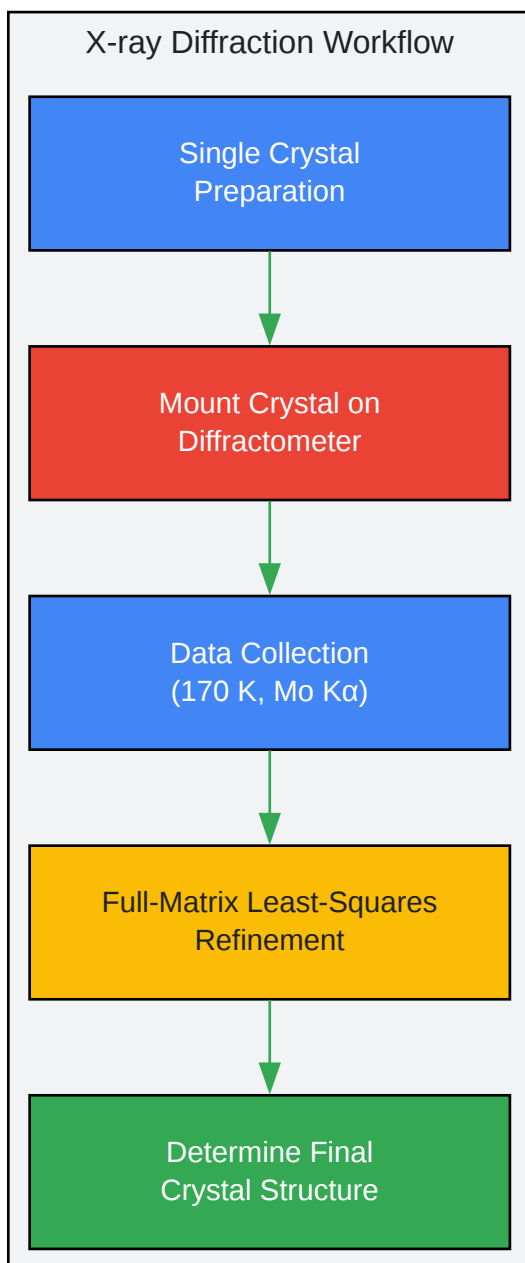 X-ray Diffraction Workflow
Single Crystal
Preparation
Mount Crystal on
Diffractometer
Data Collection
(170 K, Mo Kα)
Full-Matrix Least-Squares
Refinement
Determine Final
Crystal Structure